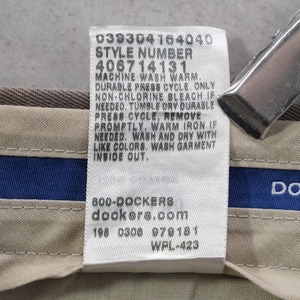 039304164040
STYLE NUMBER
406714131
MACHINE WASH WARM.
DURABLE PRESS CYCLE. ONLY
NON-CHLORINE BLEACH IF
NEEDED. TUMBLE DRY DURABLE
PRESS CYCLE. REMOVE
PROMPTLY. WARM IRON IF
NEEDED. WASH AND DRY WITH
LIKE COLORS. WASH GARMENT
INSIDE OUT.
DO
600-DOCKERS
dockers.com
198 0306 979181
WPL-423